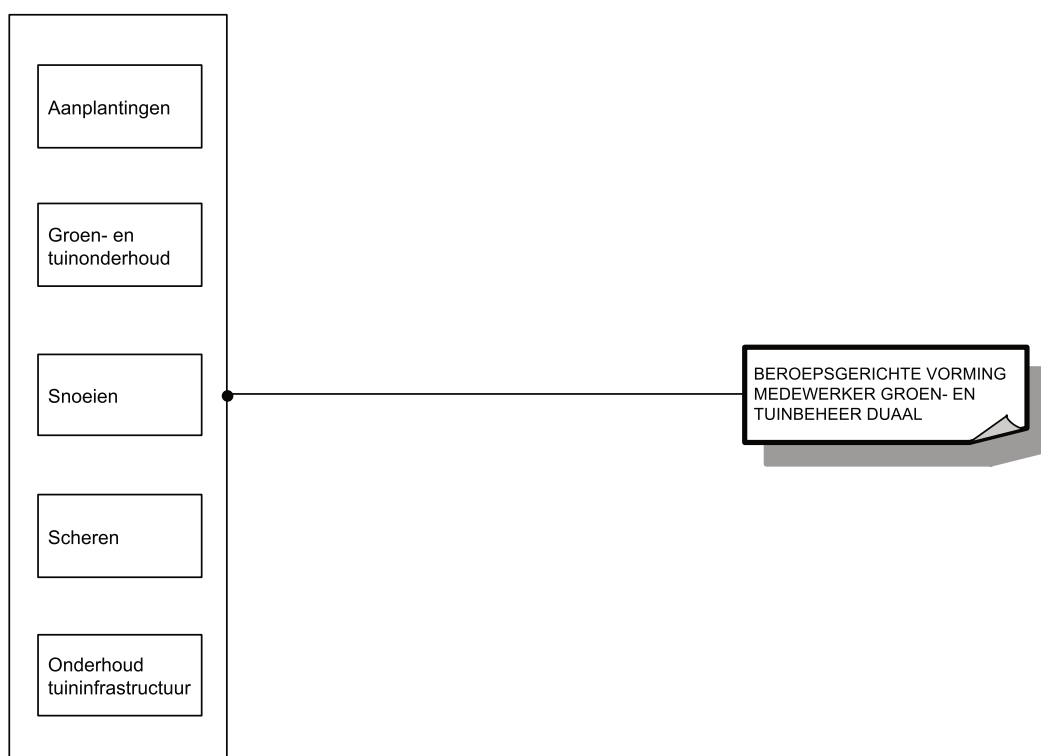 Aanplantingen
Groen- en
tuinonderhoud
Snoeien
Scheren
Onderhoud
tuininfrastructuur
BEROEPSGERICHTE VORMING
MEDEWERKER GROEN- EN
TUINBEHEER DUAAL